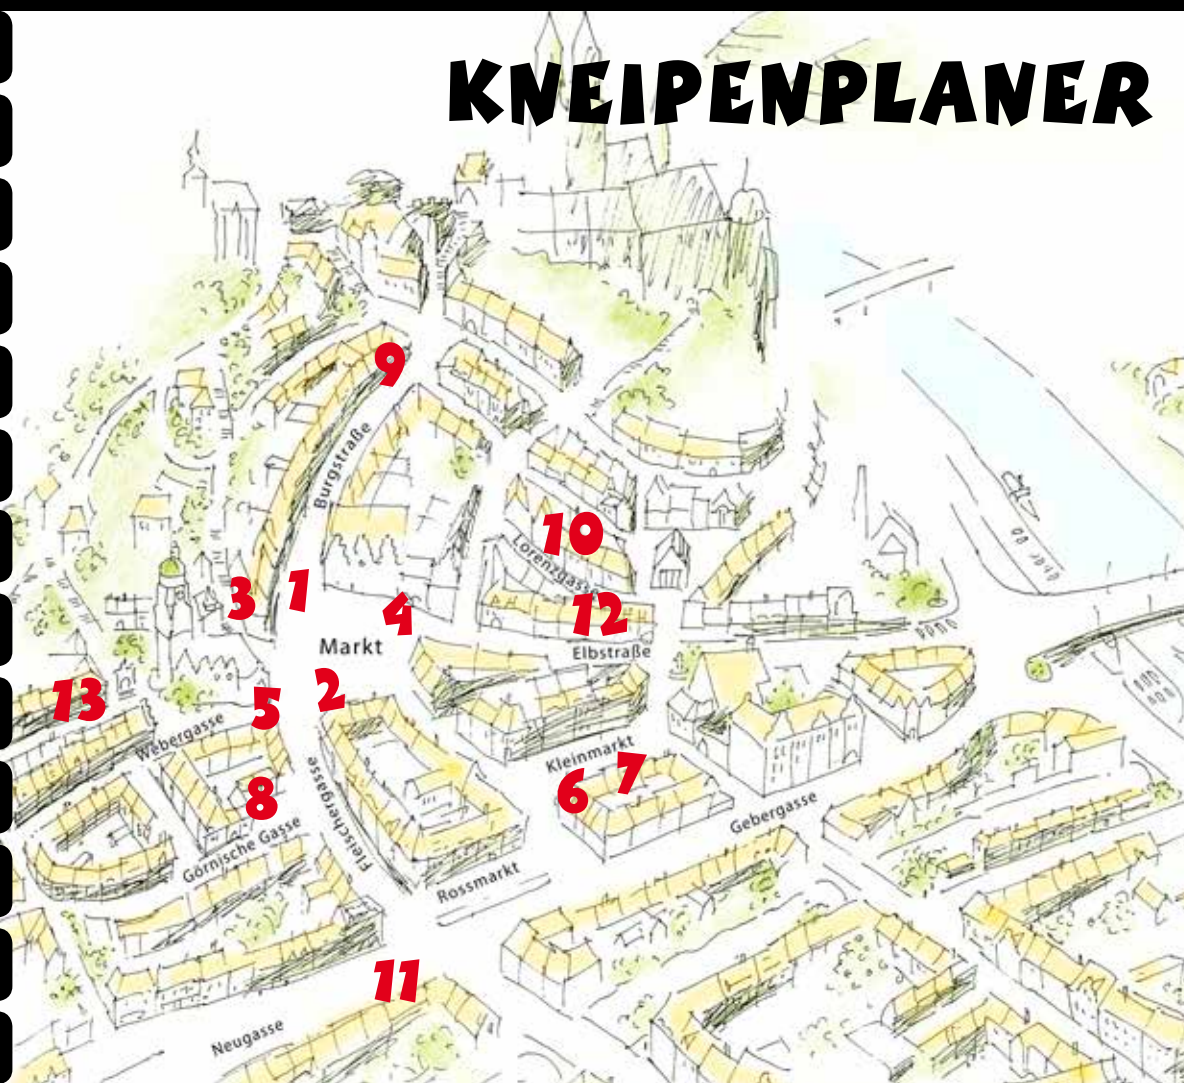 KNEIPENPLANER
9
Burgstraße
10
Lorenzgasse
3
1
4
12
Markt
Elbstraße
13
5
2
Webergasse
Kleinmarkt
6
7
8
Fleischergasse
Görnische Gasse
Gebergasse
Rossmarkt
11
Neugasse